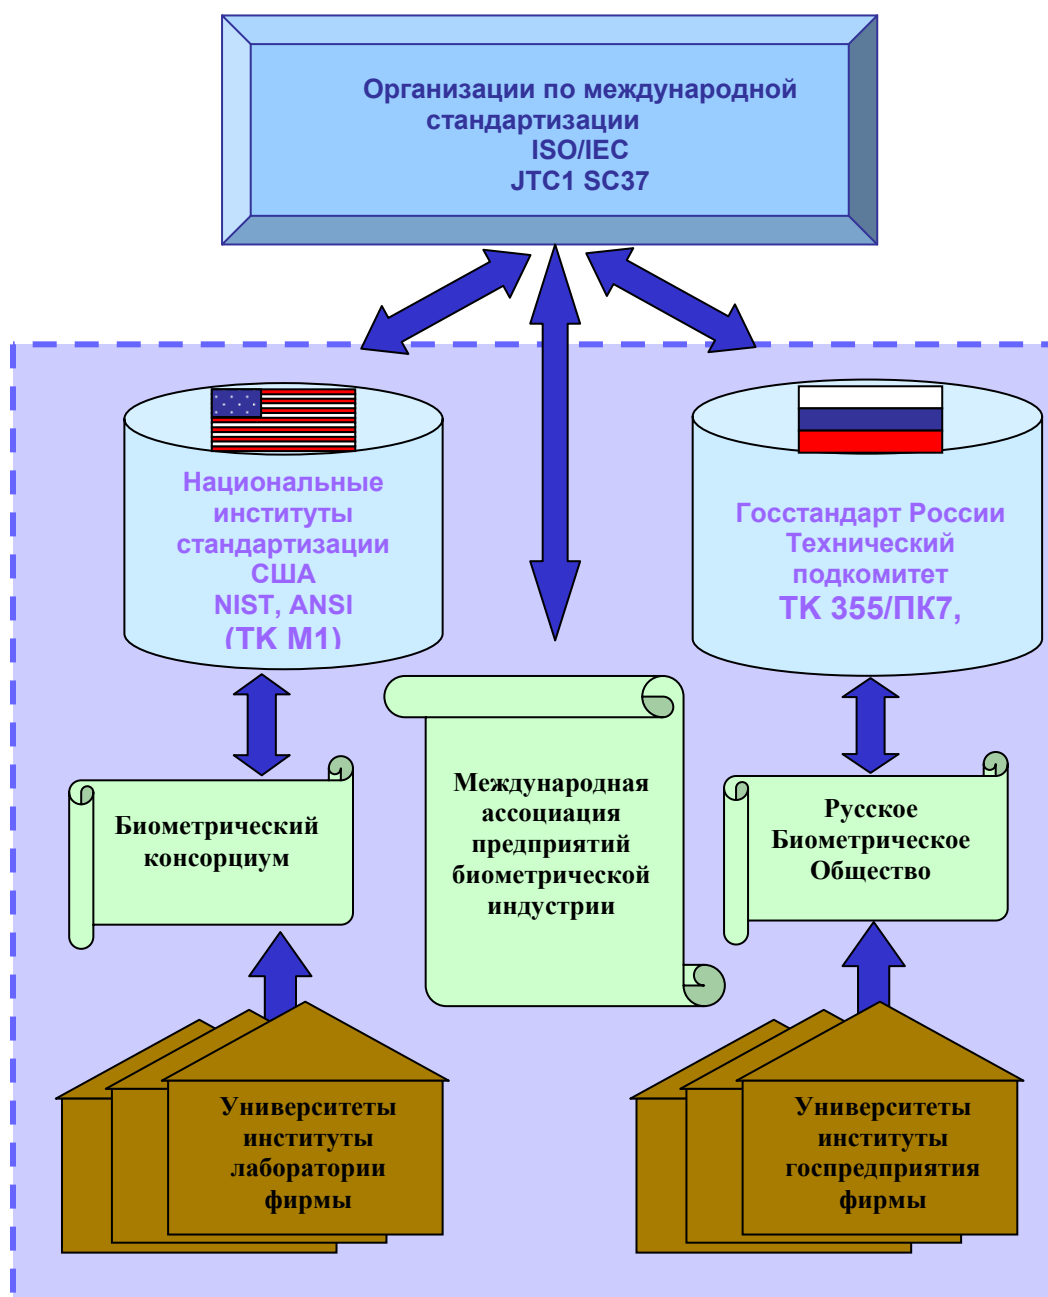 Организации по международной
стандартизации
ISO/IEC
JTC1 SC37
Национальные
институты
стандартизации
США
NIST, ANSI
(ТК М1)
Госстандарт России
Технический
подкомитет
ТК 355/ПК7,
Биометрический
консорциум
Международная
ассоциация
предприятий
биометрической
индустрии
Русское
Биометрическое
Общество
Университеты
институты
лаборатории
фирмы
Университеты
институты
госпредприятия
фирмы